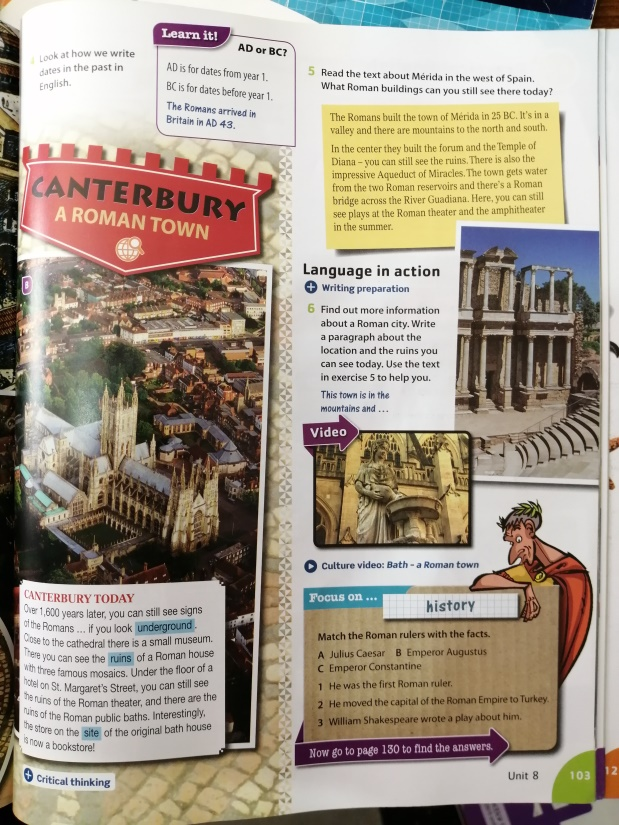 4 Look at how we write
dates in the past in
English.
Learn it!
AD or BC?
AD is for dates from year 1.
BC is for dates before year 1.
The Romans arrived in
Britain in AD 43.
CANTERBURY
A ROMAN TOWN
B
CANTERBURY TODAY
Over 1,600 years later, you can still see signs
of the Romans ... if you look underground.
Close to the cathedral there is a small museum.
There you can see the ruins of a Roman house
with three famous mosaics. Under the floor of a
hotel on St. Margaret's Street, you can still see
the ruins of the Roman theater, and there are the
ruins of the Roman public baths. Interestingly,
the store on the site of the original bath house
is now a bookstore!
+ Critical thinking
5 Read the text about Mérida in the west of Spain.
What Roman buildings can you still see there today?
The Romans built the town of Mérida in 25 BC. It's in a
valley and there are mountains to the north and south.
In the center they built the forum and the Temple of
Diana – you can still see the ruins. There is also the
impressive Aqueduct of Miracles. The town gets water
from the two Roman reservoirs and there's a Roman
bridge across the River Guadiana. Here, you can still
see plays at the Roman theater and the amphitheater
in the summer.
Language in action
+ Writing preparation
6 Find out more information
about a Roman city. Write
a paragraph about the
location and the ruins you
can see today. Use the text
in exercise 5 to help you.
This town is in the
mountains and ...
Video
Culture video: Bath – a Roman town
Focus on ...
history
Match the Roman rulers with the facts.
A Julius Caesar B Emperor Augustus
C Emperor Constantine
1 He was the first Roman ruler.
2 He moved the capital of the Roman Empire to Turkey.
3 William Shakespeare wrote a play about him.
Now go to page 130 to find the answers.
Unit 8 103
12